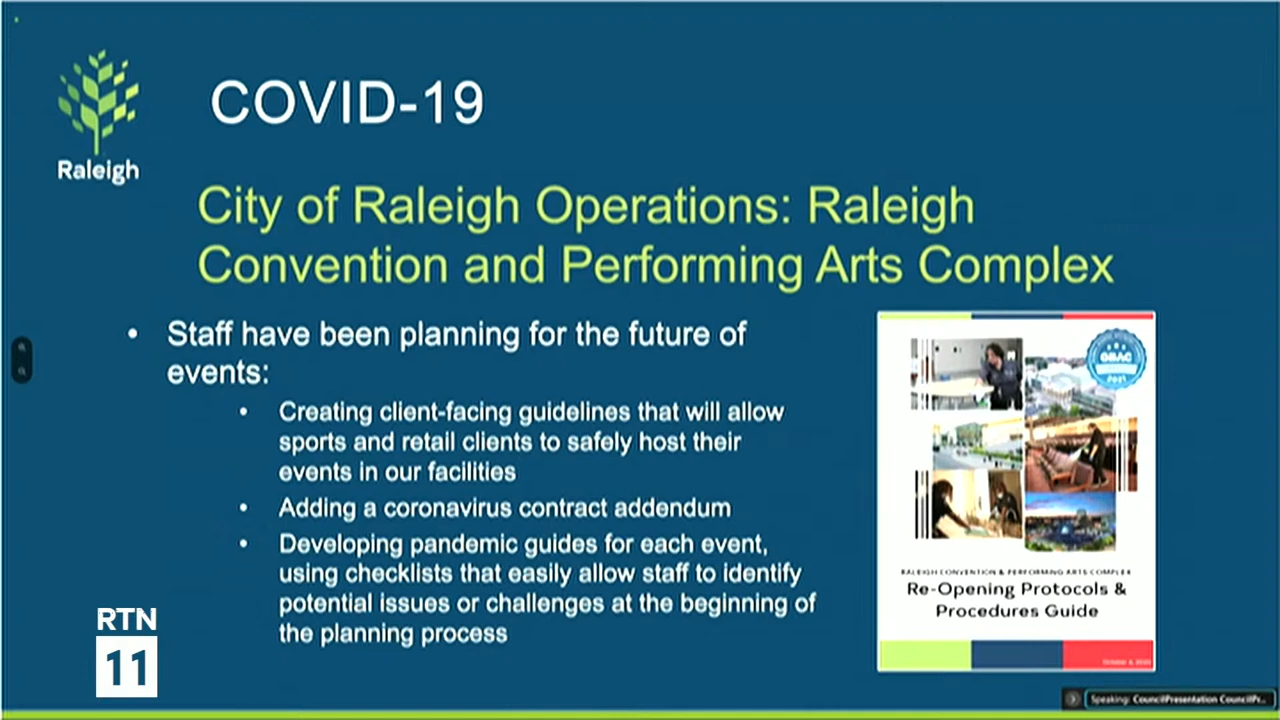 COVID-19
Raleigh
City of Raleigh Operations: Raleigh
Convention and Performing Arts Complex
• Staff have been planning for the future of
events:
• Creating client-facing guidelines that will allow
sports and retail clients to safely host their
events in our facilities
• Adding a coronavirus contract addendum
• Developing pandemic guides for each event,
using checklists that easily allow staff to identify
potential issues or challenges at the beginning of
the planning process
GBAC
2021
RALEIGH CONVENTION & PERFORMING ARTS COMPLEX
Re-Opening Protocols &
Procedures Guide
RTN
11
Speaking: CouncilPresentation CouncilPr...